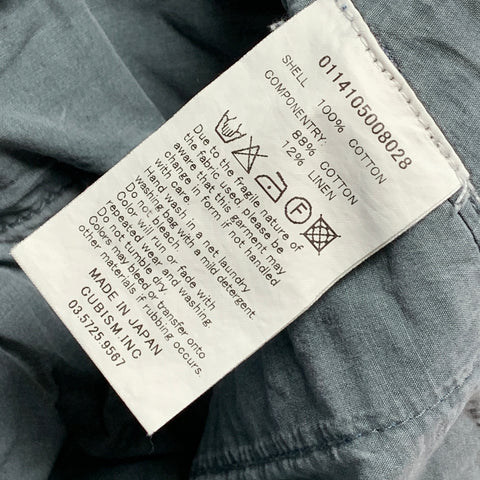 0114105008028
SHELL 100% COTTON
COMPONENTRY:
88% COTTON
12% LINEN
F
Due to the fragile nature of
the fabric used please be
aware that this garment may
change in form if not handled
with care.
Hand wash in a net laundry
washing bag with a mild detergent.
Do not bleach.
Color will run or fade with
repeated wear and washing
Do not tumble dry.
Colors may bleed or transfer onto
other materials if rubbing occurs.
MADE IN JAPAN
CUBISM.INC
03.5725.9567